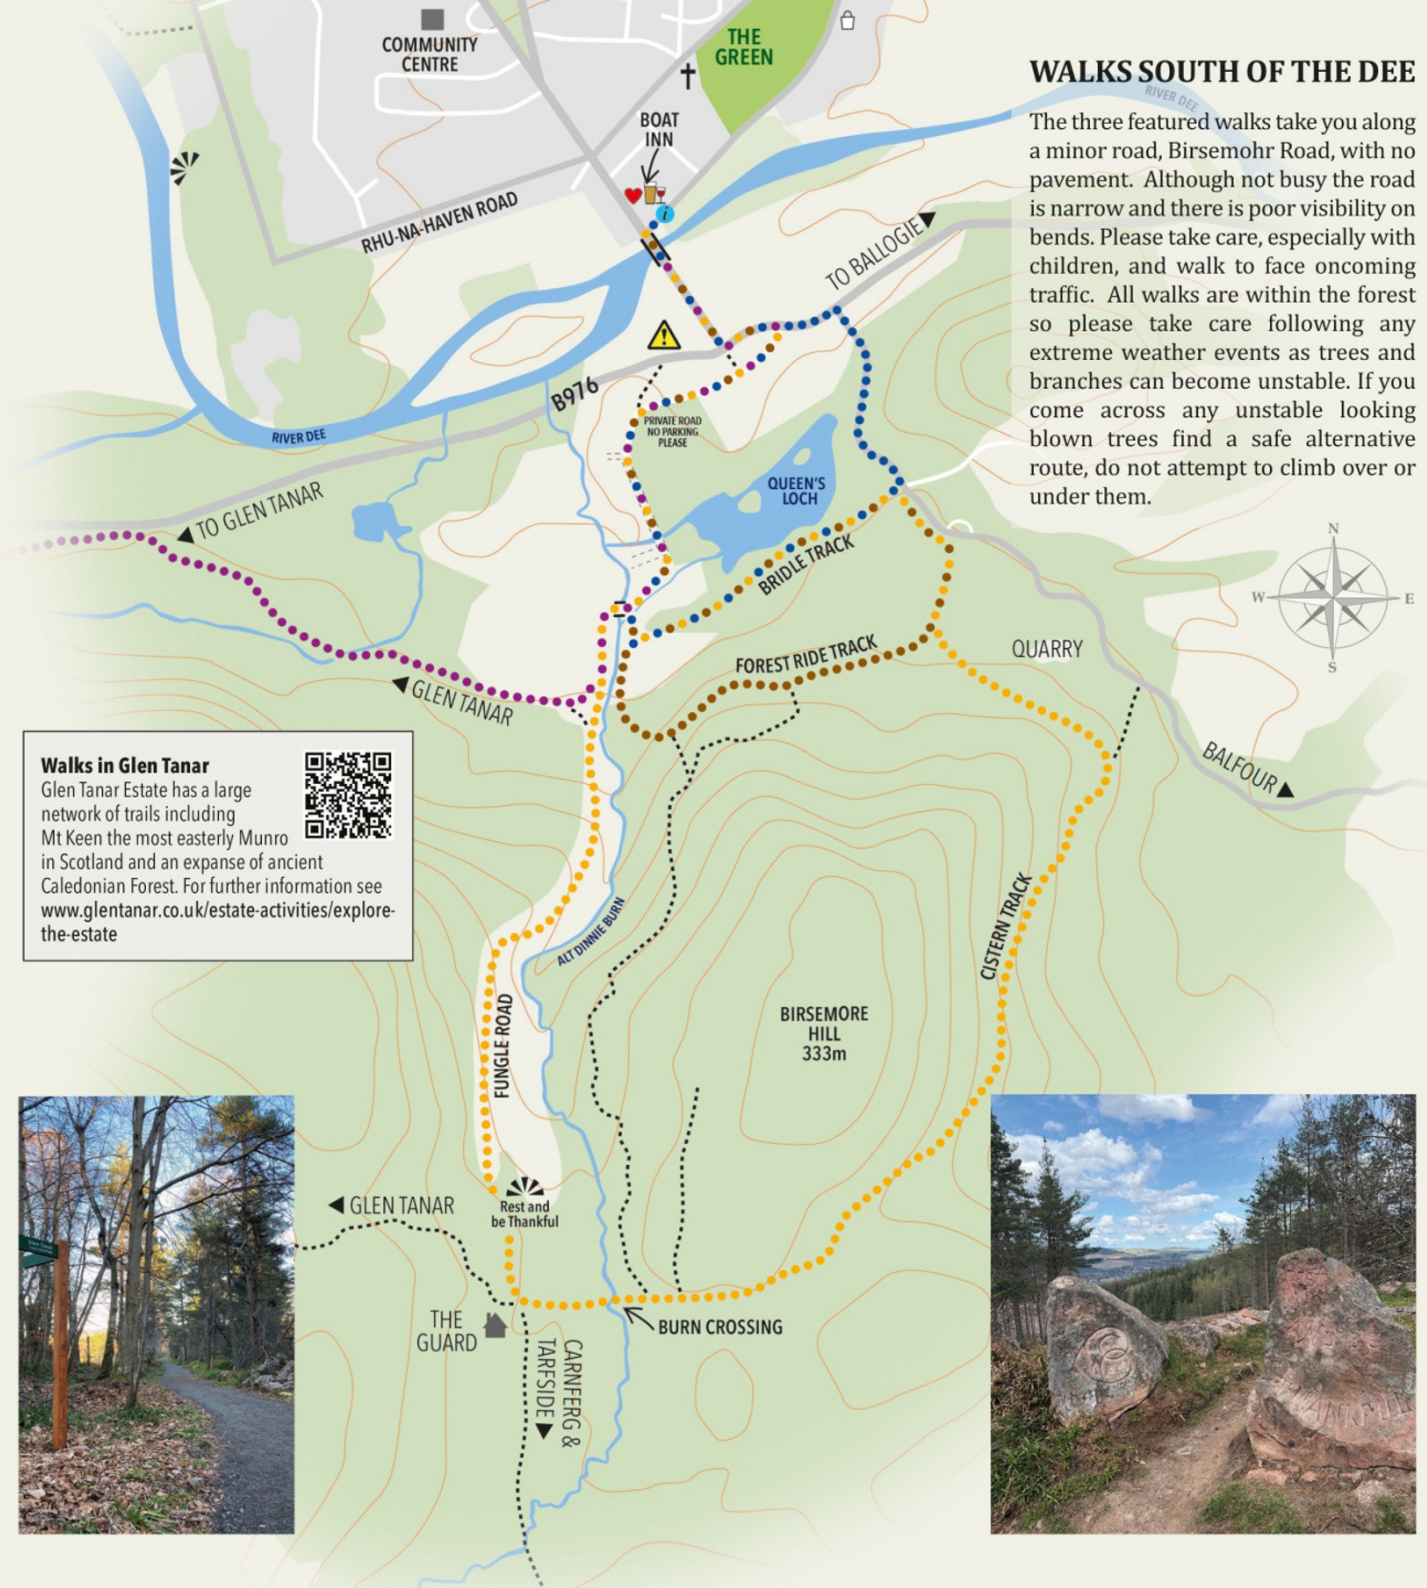 COMMUNITY
CENTRE
THE
GREEN
BOAT
INN
i
RHU-NA-HAVEN ROAD
TO BALLOGIE
RIVER DEE
WALKS SOUTH OF THE DEE
The three featured walks take you along
a minor road, Birsemohr Road, with no
pavement. Although not busy the road
is narrow and there is poor visibility on
bends. Please take care, especially with
children, and walk to face oncoming
traffic. All walks are within the forest
so please take care following any
extreme weather events as trees and
branches can become unstable. If you
come across any unstable looking
blown trees find a safe alternative
route, do not attempt to climb over or
under them.
!
B976
RIVER DEE
PRIVATE ROAD
NO PARKING
PLEASE
QUEEN'S
LOCH
TO GLEN TANAR
BRIDLE TRACK
N
W
E
S
FOREST RIDE TRACK
QUARRY
GLEN TANAR
BALFOUR
Walks in Glen Tanar
Glen Tanar Estate has a large
network of trails including
Mt Keen the most easterly Munro
in Scotland and an expanse of ancient
Caledonian Forest. For further information see
www.glentanar.co.uk/estate-activities/explore-
the-estate
ALT DINNIE BURN
CISTERN TRACK
FUNGLE ROAD
BIRSEMORE
HILL
333m
GLEN TANAR
Rest and
be Thankful
THE
GUARD
BURN CROSSING
CARNFERG &
TARFSIDE